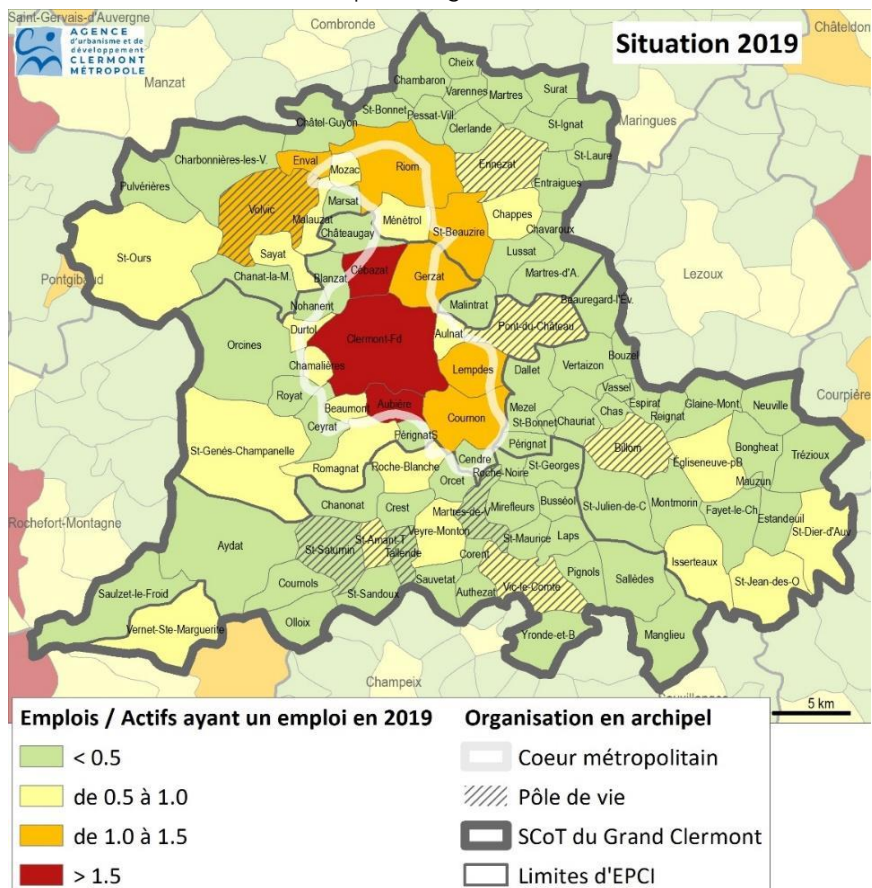 St-Gervais-d'Auvergne
Combronde
Châteldon
AGENCE
d'urbanisme et de
développement
CLERMONT
MÉTROPOLE
Situation 2019
Manzat
Cheix
Chambaron
Varennes
Martres
Surat
St-Bonnet
Pessat-Vill.
Maringues
Châtel-Guyon
Clerlande
St-Ignat
Charbonnières-les-V.
Enval
Mozac
Riom
Ennezat
St-Laure
Pulvérières
Entraigues
Marsat
Volvic
Malauzat
Ménétrol
Chappes
Châteaugay
St-Beauzire
Chavaroux
St-Ours
Sayat
Lussat
Cébazat
Gerzat
Pontgibaud
Chanat-la-M.
Blanzat
Martres-d'A.
Lezoux
Nohanent
Malintrat
Beauregard-l'Ev.
Orcines
Durtol
Clermont-Fd
Aulnat
Pont-du-Château
Chamalières
Lempdes
Dallet
Vertaizon
Bouzel
Courpière
Royat
Beaumont
Aubière
Vassel
Cournon
Mezel
Chas
Espirat
Glaine-Mont
Neuville
Ceyrat
St-Bonnet
Chauriat
Reignat
St-Genès-Champanelle
PérignatS
Pérignat
Billom
Bongheat
Romagnat
Roche-Blanche
Cendre
Égliseneuve-pB
Trézioux
Roche-Noire
St-Georges
Mauzun
Orcet
Rochefort-Montagne
Chanonat
Crest
Martres-de-V
Mirefleurs
Busséol
St-Julien-de-C
Montmorin
Fayet-le-Ch
Estandeuil
St-Dier-d'Auv
Aydat
St-Amant-T
Veyre-Monton
St-Maurice
Laps
St-Saturnin
Tallende
Corent
Isserteaux
Cournols
Sauvetat
Vic-le-Comte
Pignols
Sallèdes
St-Jean-des-O
Saulzet-le-Froid
St-Sandoux
Authezat
Olloix
Vernet-Ste-Marguerite
Yronde-et-B
Manglieu
Champeix
5 km
Emplois / Actifs ayant un emploi en 2019
< 0.5
de 0.5 à 1.0
de 1.0 à 1.5
> 1.5
Organisation en archipel
Coeur métropolitain
Pôle de vie
SCoT du Grand Clermont
Limites d'EPCI